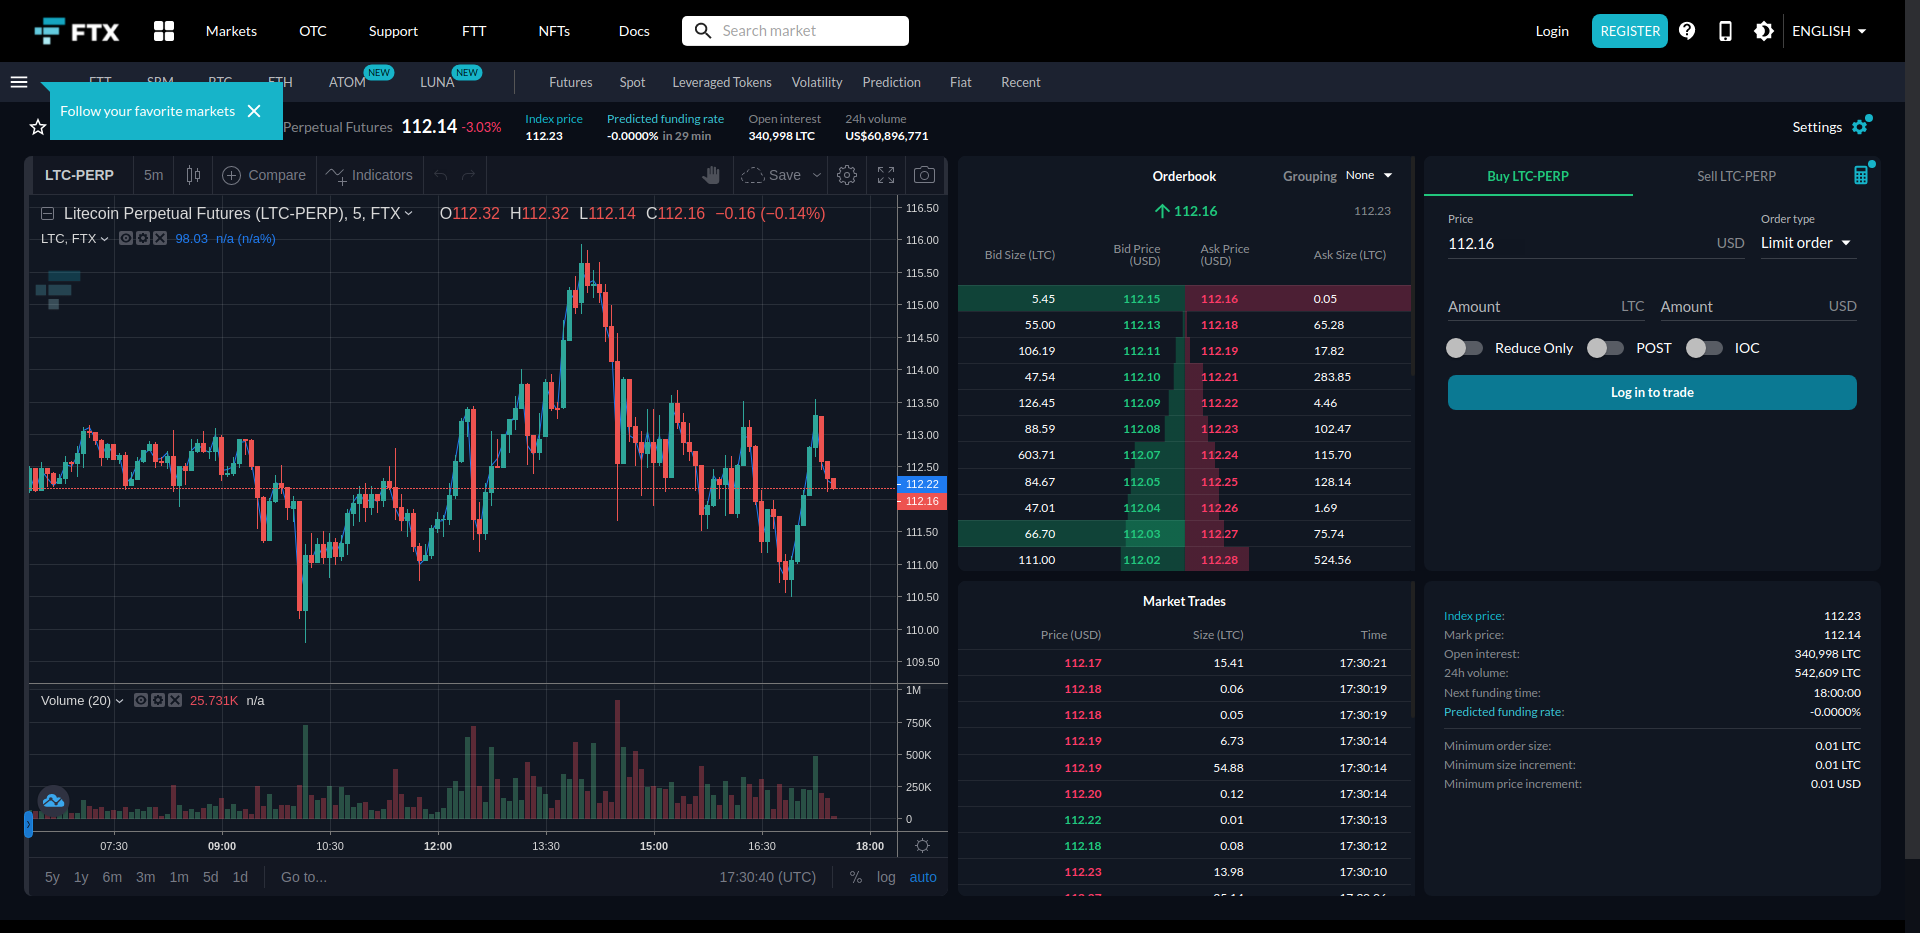 FTX
Markets OTC Support FTT NFTs Docs Search market Login REGISTER ENGLISH
FTT SRM BTC ETH ATOM NEW LUNA NEW Futures Spot Leveraged Tokens Volatility Prediction Fiat Recent
Follow your favorite markets
Perpetual Futures 112.14 -3.03%
Index price
112.23
Predicted funding rate
-0.0000% in 29 min
Open interest
340,998 LTC
24h volume
US$60,896,771
Settings
LTC-PERP 5m Compare Indicators Save
Litecoin Perpetual Futures (LTC-PERP), 5, FTX O112.32 H112.32 L112.14 C112.16 −0.16 (−0.14%)
LTC, FTX 98.03 n/a (n/a%)
116.50
116.00
115.50
115.00
114.50
114.00
113.50
113.00
112.50
112.22
112.16
111.50
111.00
110.50
110.00
109.50
Volume (20) 25.731K n/a
1M
750K
500K
250K
0
07:30 09:00 10:30 12:00 13:30 15:00 16:30 18:00
5y 1y 6m 3m 1m 5d 1d Go to... 17:30:40 (UTC) % log auto
Orderbook Grouping None
112.16 112.23
Bid Size (LTC) Bid Price (USD) Ask Price (USD) Ask Size (LTC)
5.45 112.15 112.16 0.05
55.00 112.13 112.18 65.28
106.19 112.11 112.19 17.82
47.54 112.10 112.21 283.85
126.45 112.09 112.22 4.46
88.59 112.08 112.23 102.47
603.71 112.07 112.24 115.70
84.67 112.05 112.25 128.14
47.01 112.04 112.26 1.69
66.70 112.03 112.27 75.74
111.00 112.02 112.28 524.56
Market Trades
Price (USD) Size (LTC) Time
112.17 15.41 17:30:21
112.18 0.06 17:30:19
112.18 0.05 17:30:19
112.19 6.73 17:30:14
112.19 54.88 17:30:14
112.20 0.12 17:30:14
112.22 0.01 17:30:13
112.18 0.08 17:30:12
112.23 13.98 17:30:10
Buy LTC-PERP Sell LTC-PERP
Price Order type
112.16 USD Limit order
Amount LTC Amount USD
Reduce Only POST IOC
Log in to trade
Index price: 112.23
Mark price: 112.14
Open interest: 340,998 LTC
24h volume: 542,609 LTC
Next funding time: 18:00:00
Predicted funding rate: -0.0000%
Minimum order size: 0.01 LTC
Minimum size increment: 0.01 LTC
Minimum price increment: 0.01 USD